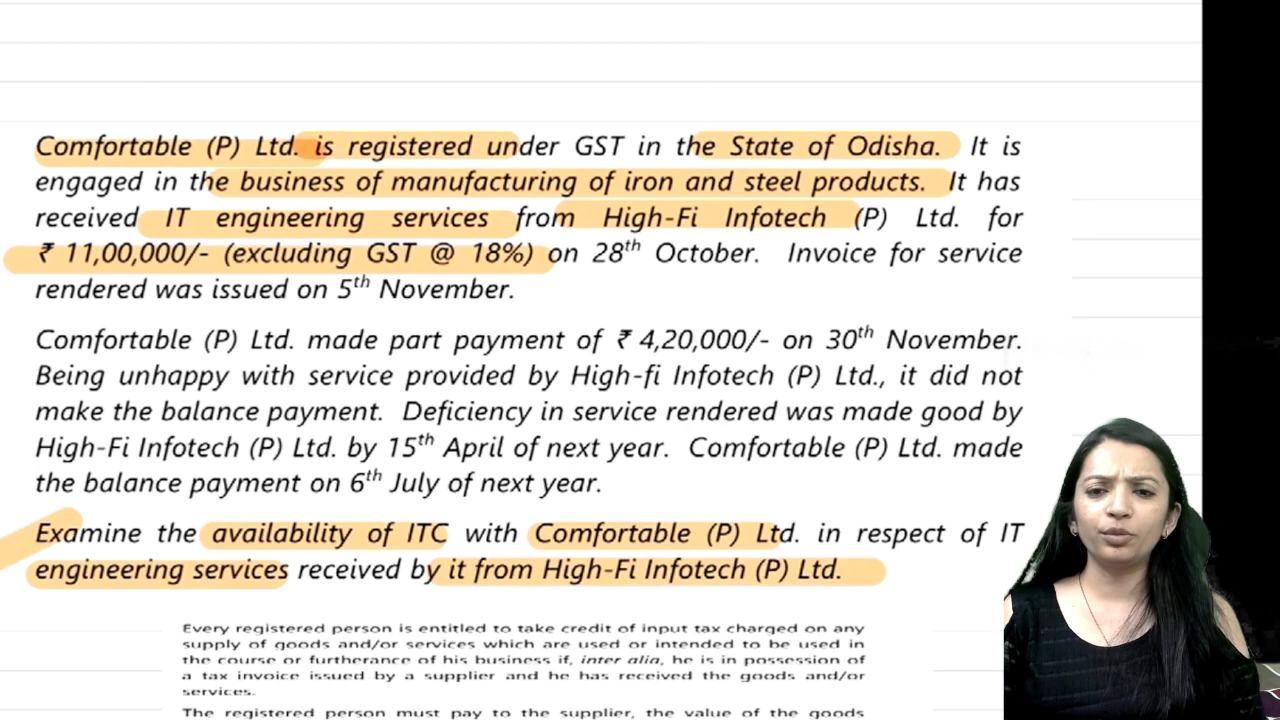 Comfortable (P) Ltd. is registered under GST in the State of Odisha. It is
engaged in the business of manufacturing of iron and steel products. It has
received IT engineering services from High-Fi Infotech (P) Ltd. for
₹ 11,00,000/- (excluding GST @ 18%) on 28th October. Invoice for service
rendered was issued on 5th November.
Comfortable (P) Ltd. made part payment of ₹ 4,20,000/- on 30th November.
Being unhappy with service provided by High-fi Infotech (P) Ltd., it did not
make the balance payment. Deficiency in service rendered was made good by
High-Fi Infotech (P) Ltd. by 15th April of next year. Comfortable (P) Ltd. made
the balance payment on 6th July of next year.
Examine the availability of ITC with Comfortable (P) Ltd. in respect of IT
engineering services received by it from High-Fi Infotech (P) Ltd.
Every registered person is entitled to take credit of input tax charged on any
supply of goods and/or services which are used or intended to be used in
the course or furtherance of his business if, inter alia, he is in possession of
a tax invoice issued by a supplier and he has received the goods and/or
services.
The registered person must pay to the supplier, the value of the goods